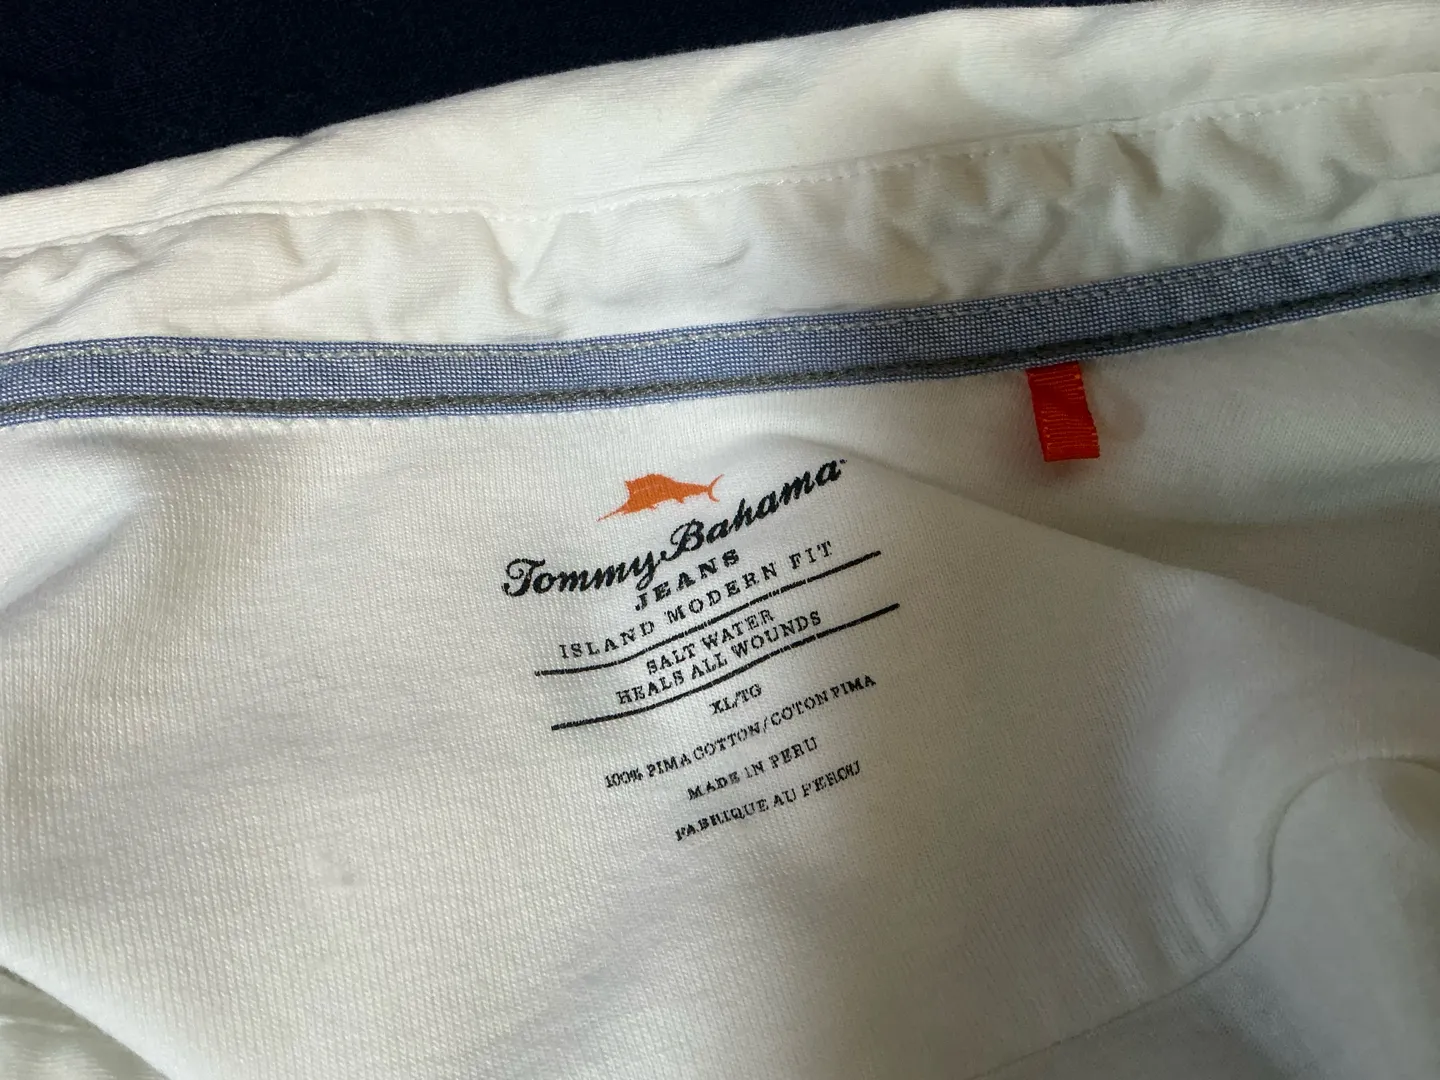 Tommy Bahama
JEANS
ISLAND MODERN FIT
SALT WATER
HEALS ALL WOUNDS
XL/TG
100% PIMA COTTON/COTON PIMA
MADE IN PERU
FABRIQUE AU PEROU